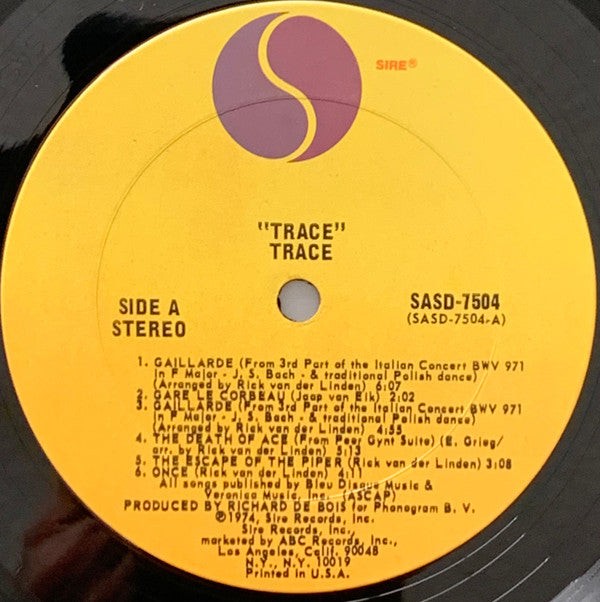 SIRE®
"TRACE"
TRACE
SIDE A
STEREO
SASD-7504
(SASD-7504-A)
1. GAILLARDE (From 3rd Part of the Italian Concert BWV 971
in F Major - J. S. Bach - & traditional Polish dance)
(Arranged by Rick van der Linden) 6:07
2. GARE LE CORBEAU (Jaap van Eik) 2:02
3. GAILLARDE (From 3rd Part of the Italian Concert BWV 971
in F Major - J. S. Bach - & traditional Polish dance)
(Arranged by Rick van der Linden) 4:55
4. THE DEATH OF ACE (From Peer Gynt Suite) (E. Grieg/
arr. by Rick van der Linden) 5:13
5. THE ESCAPE OF THE PIPER (Rick van der Linden) 3:08
6. ONCE (Rick van der Linden) 4:11
All songs published by Bleu Disque Music &
Veronica Music, Inc. (ASCAP)
PRODUCED BY RICHARD DE BOIS for Phonogram B. V.
℗1974, Sire Records, Inc.
Sire Records, Inc.
marketed by ABC Records, Inc.,
Los Angeles, Calif. 90048
N.Y., N.Y. 10019
Printed in U.S.A.